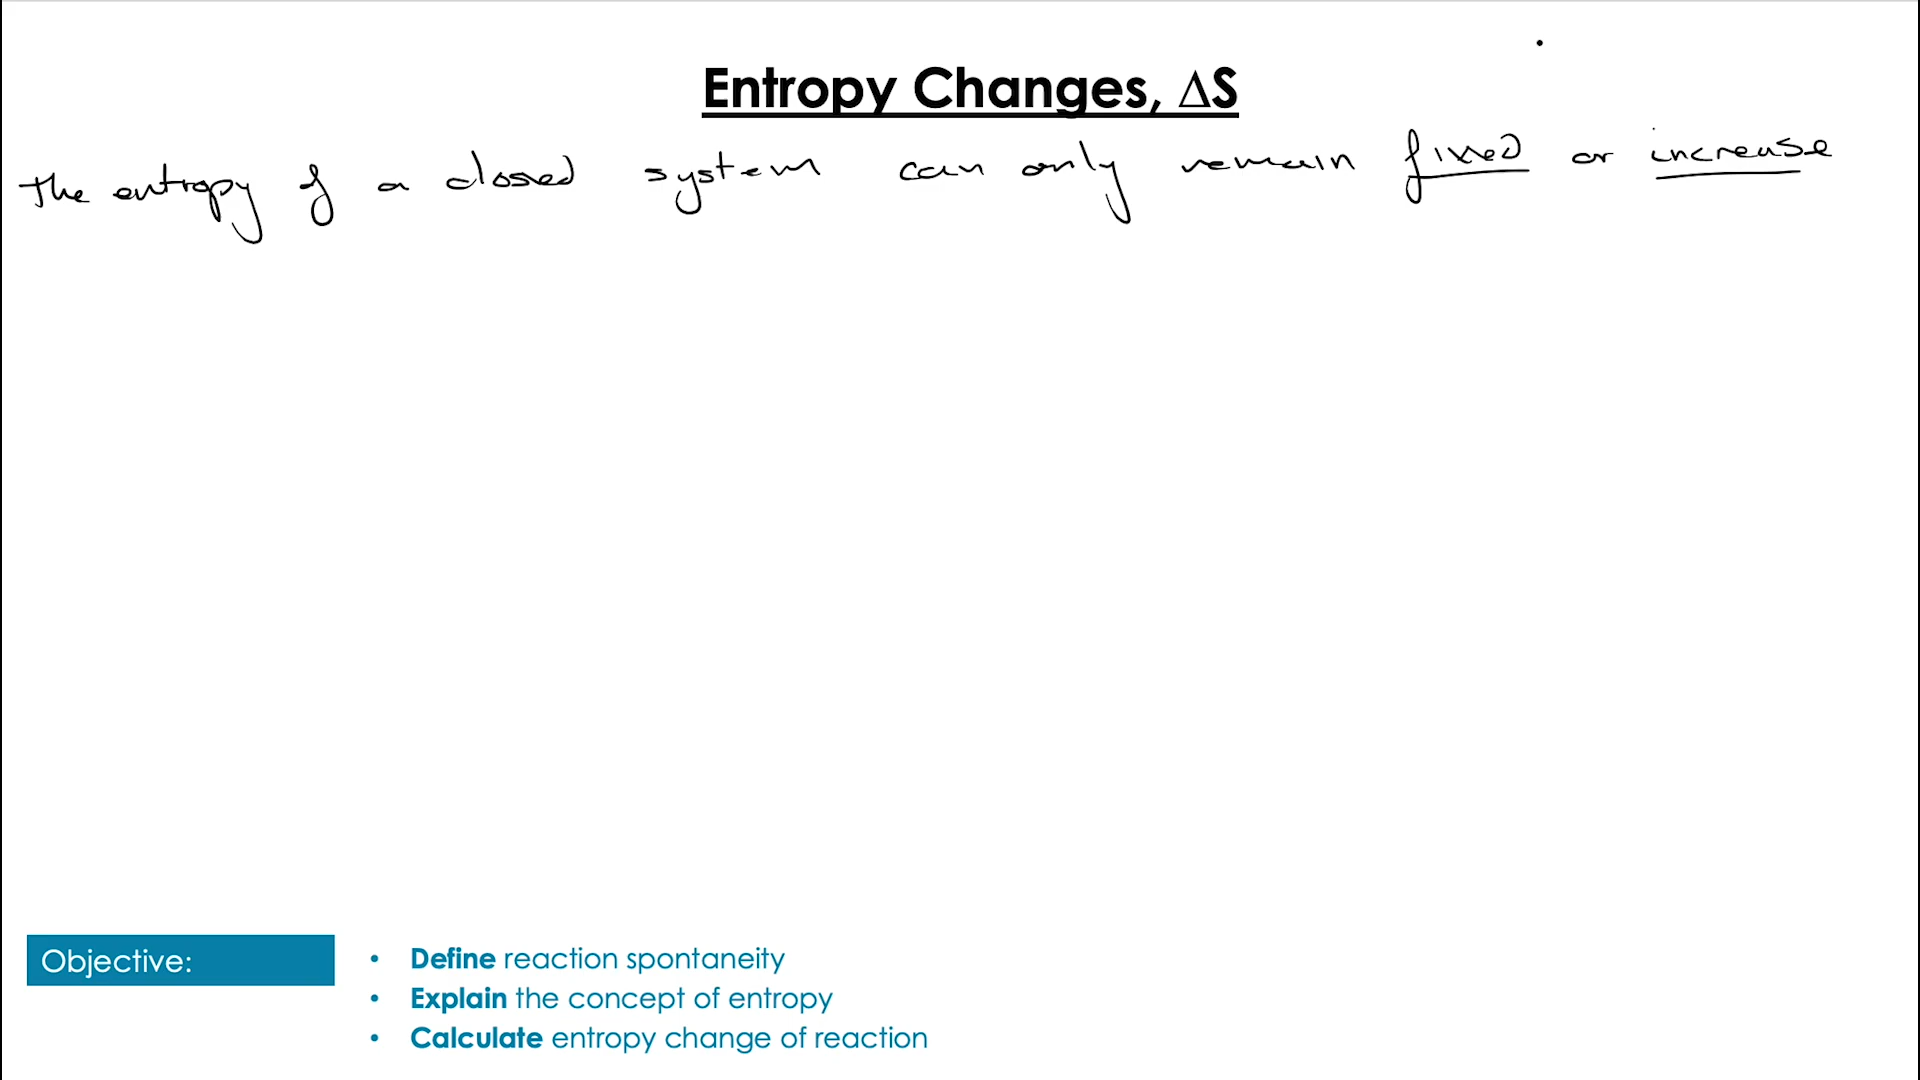 Entropy Changes, ΔS
The entropy of a closed system can only remain fixed or increase
Objective:
• Define reaction spontaneity
• Explain the concept of entropy
• Calculate entropy change of reaction